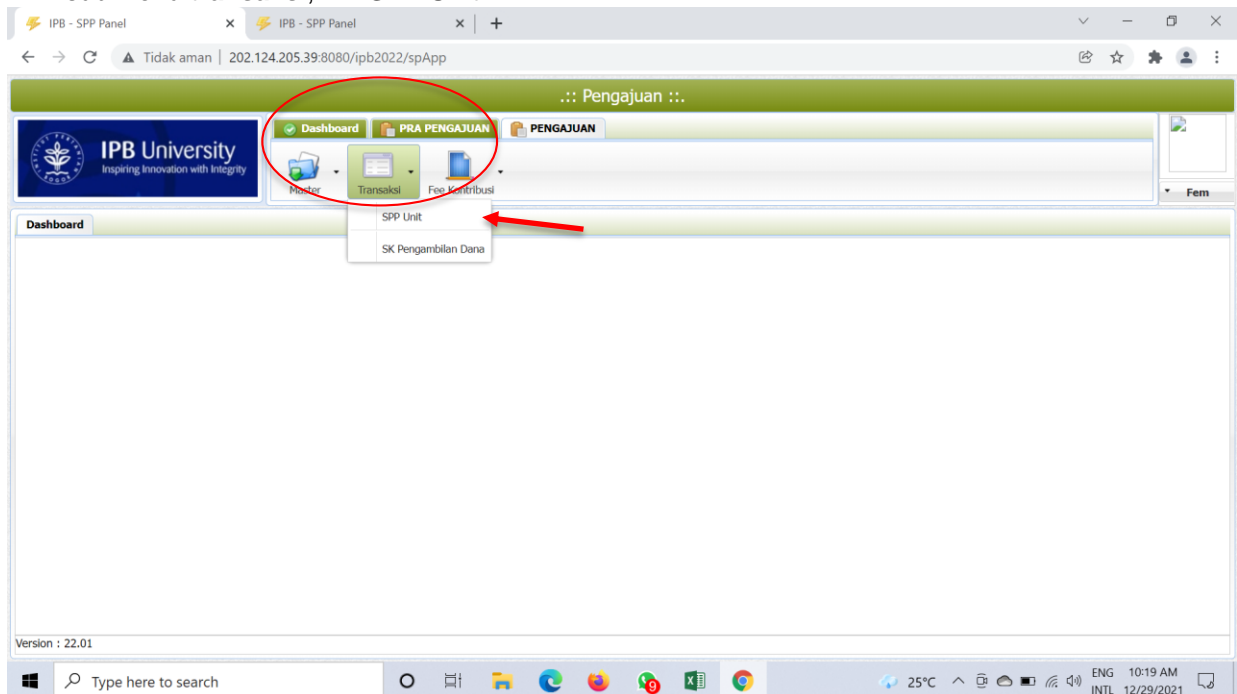 IPB - SPP Panel
IPB - SPP Panel
Tidak aman 202.124.205.39:8080/ipb2022/spApp
.:: Pengajuan ::.
IPB University
Inspiring Innovation with Integrity
Dashboard PRA PENGAJUAN PENGAJUAN
Master Transaksi Fee Kontribusi
Fem
SPP Unit
SK Pengambilan Dana
Dashboard
Version : 22.01
Type here to search
9
25°C
ENG 10:19 AM
INTL 12/29/2021